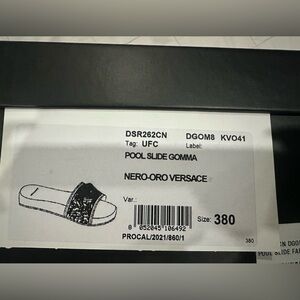 DSR262CN DGOM8 KVO41
Tag: UFC Label:
POOL SLIDE GOMMA
NERO-ORO VERSACE
Var.:
Size: 380
8 052045 106492
PROCAL/2021/860/1
380
POOL SLIDE